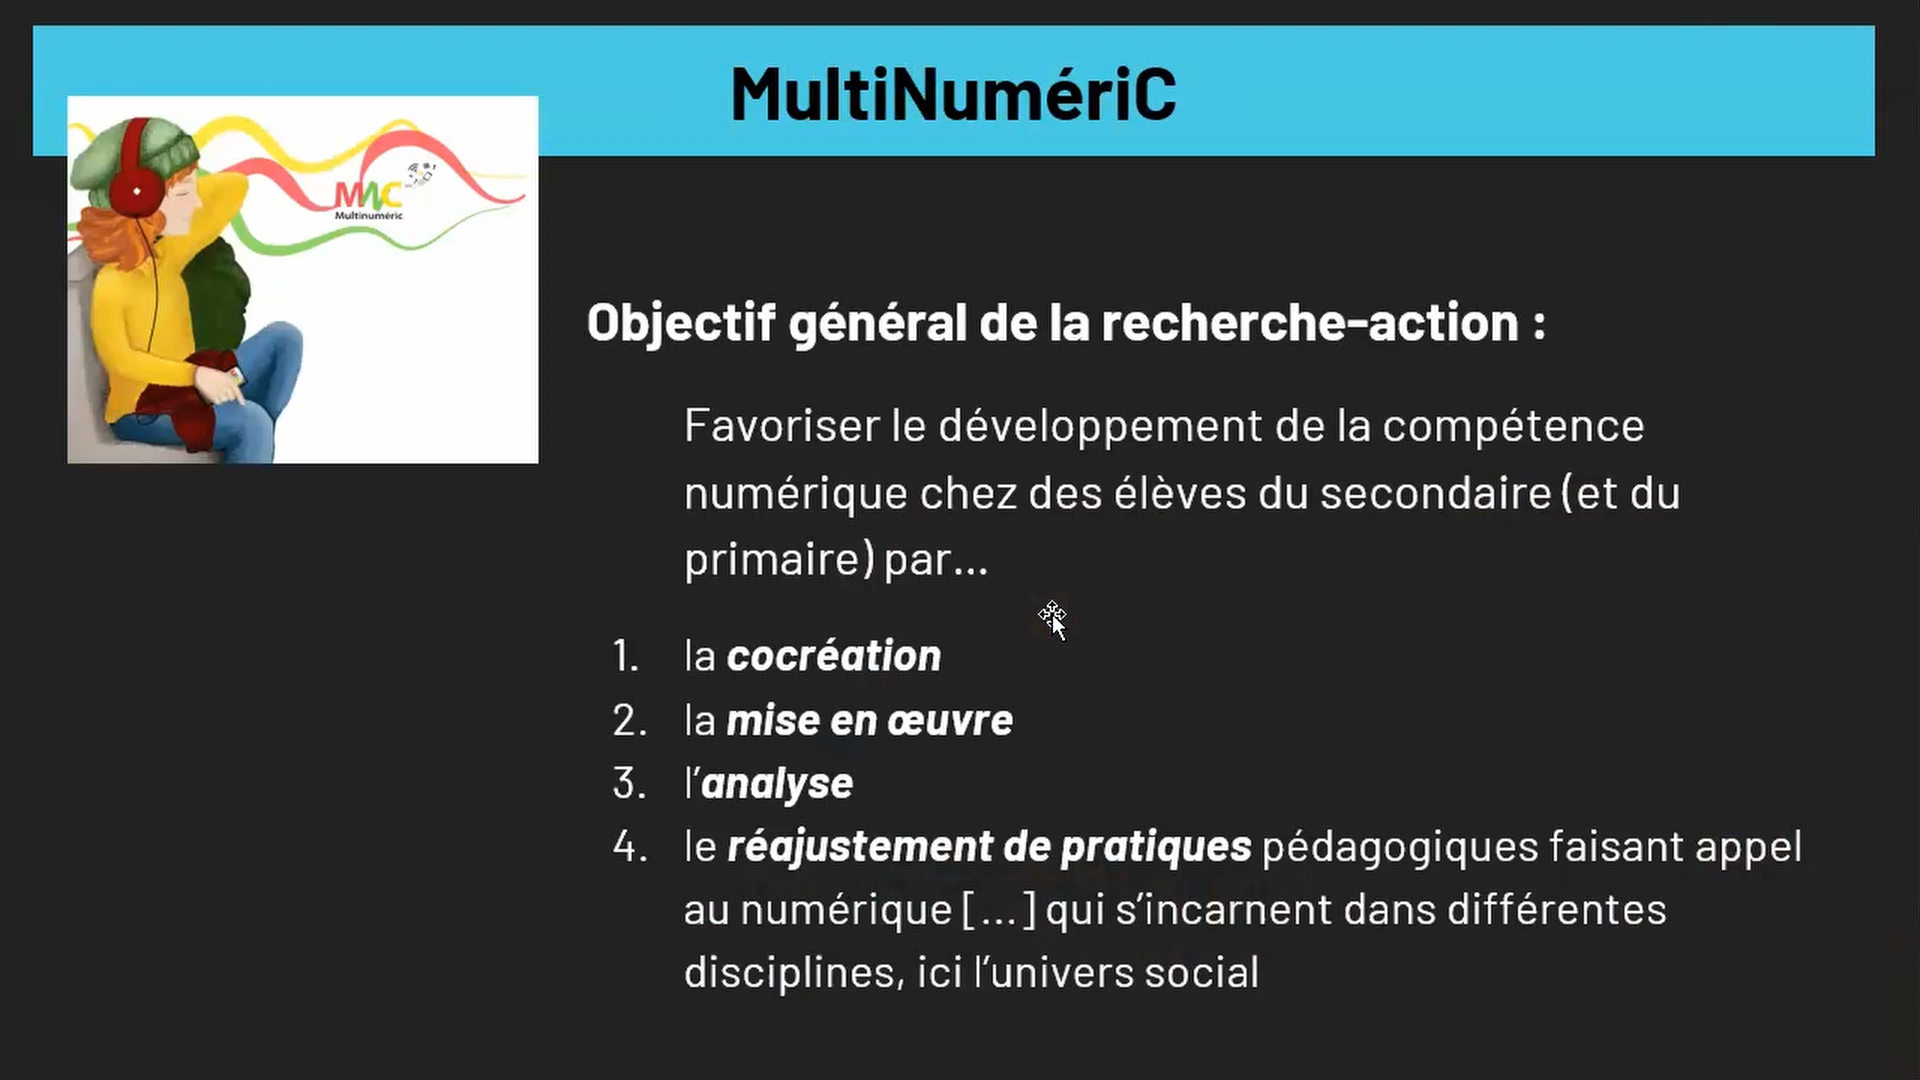 MultiNumériC
MNC
Multinuméric
Objectif général de la recherche-action :
Favoriser le développement de la compétence
numérique chez des élèves du secondaire (et du
primaire) par...
1. la cocréation
2. la mise en œuvre
3. l'analyse
4. le réajustement de pratiques pédagogiques faisant appel
au numérique [...] qui s'incarnent dans différentes
disciplines, ici l'univers social